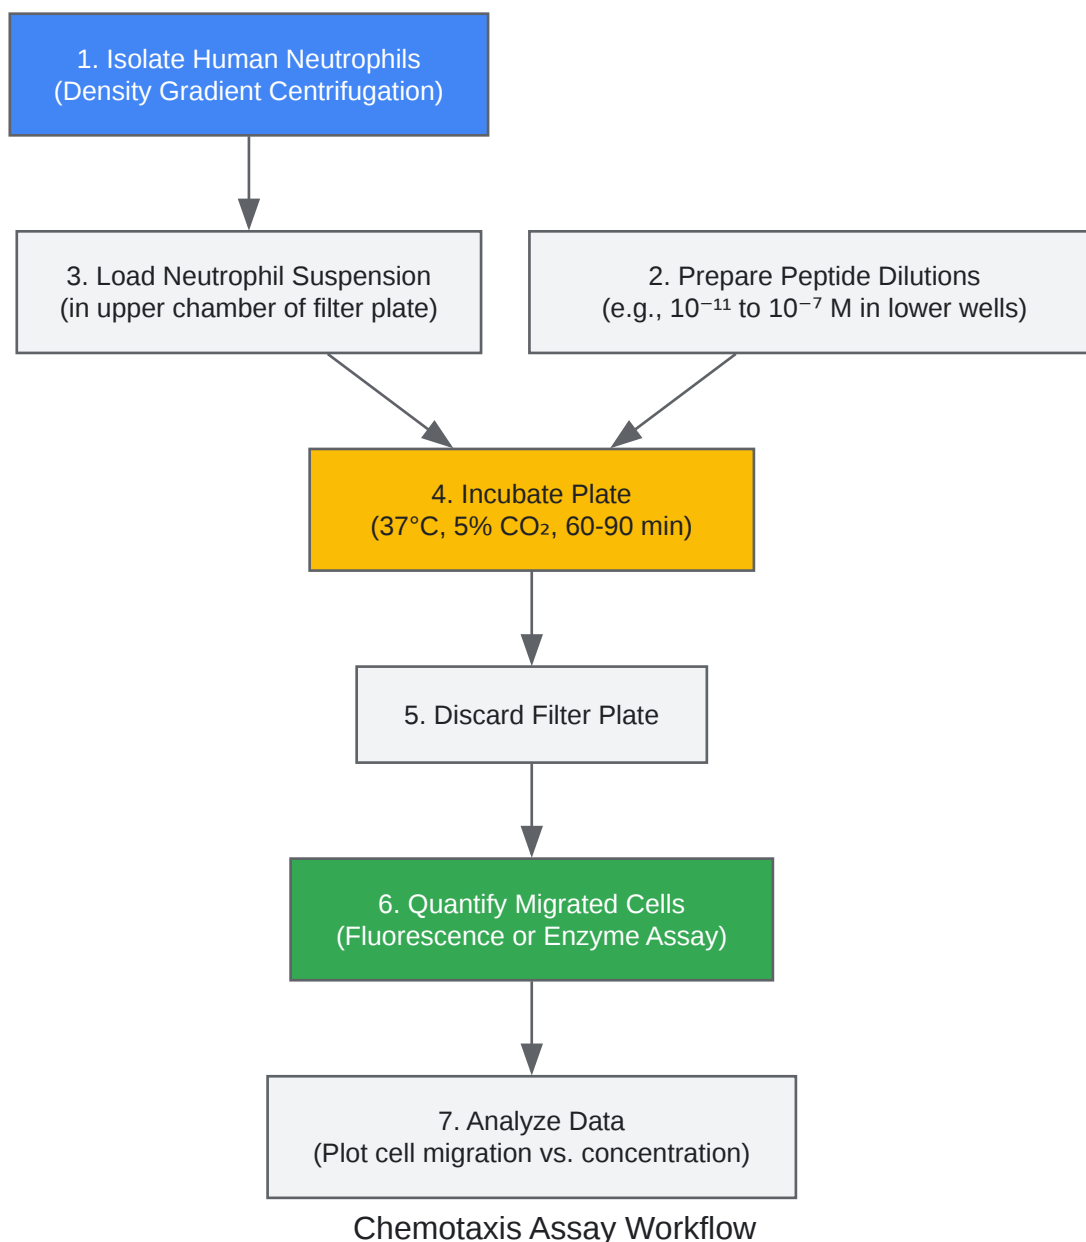 1. Isolate Human Neutrophils
(Density Gradient Centrifugation)
3. Load Neutrophil Suspension
(in upper chamber of filter plate)
2. Prepare Peptide Dilutions
(e.g., 10⁻¹¹ to 10⁻⁷ M in lower wells)
4. Incubate Plate
(37°C, 5% CO₂, 60-90 min)
5. Discard Filter Plate
6. Quantify Migrated Cells
(Fluorescence or Enzyme Assay)
7. Analyze Data
(Plot cell migration vs. concentration)
Chemotaxis Assay Workflow